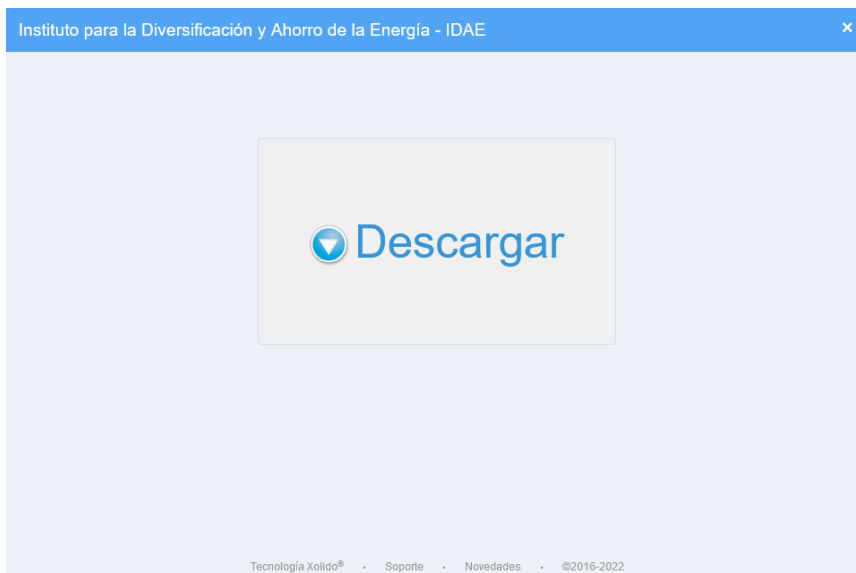 Instituto para la Diversificación y Ahorro de la Energía - IDAE ×
Descargar
Tecnología Xolido® · Soporte · Novedades · ©2016-2022